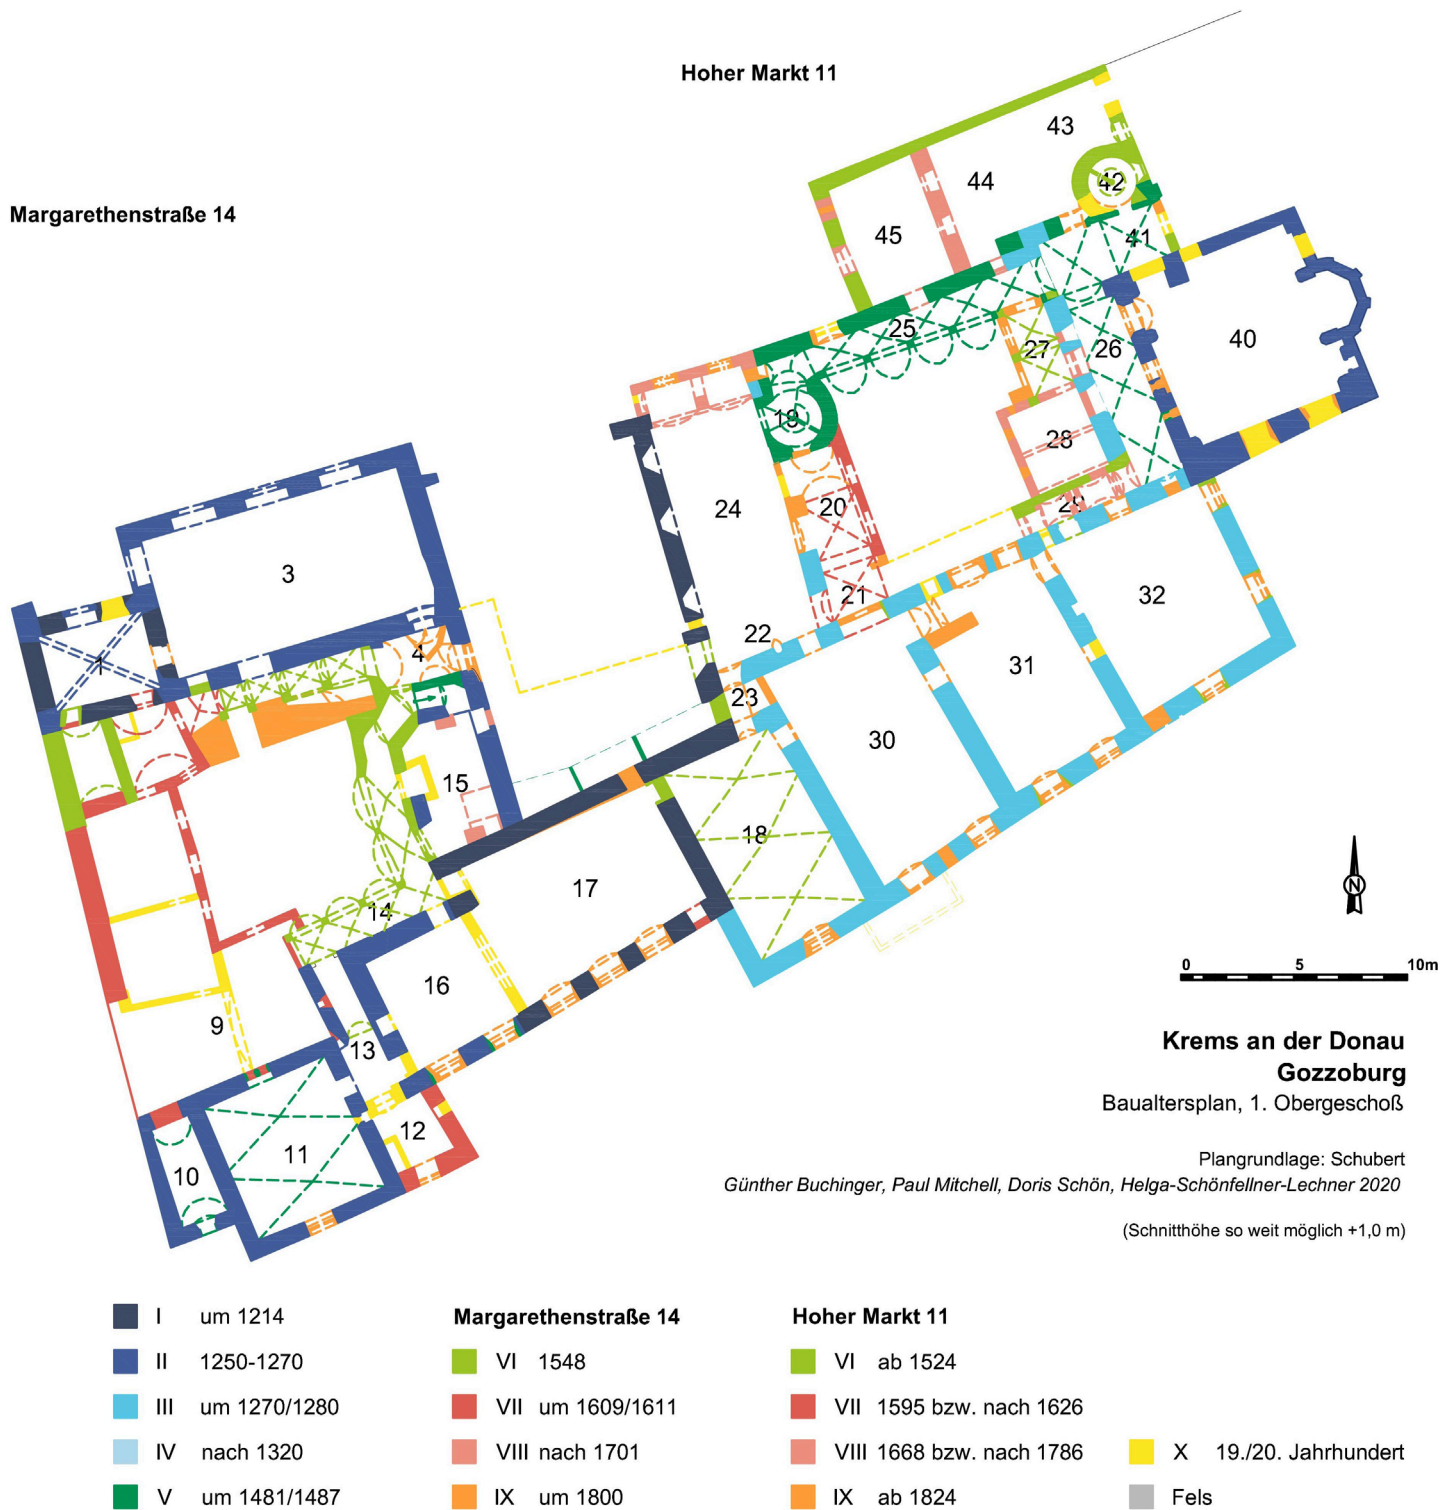 Hoher Markt 11
Margarethenstraße 14
43
42
44
45
41
25
27
26
40
19
28
24
20
29
3
21
32
22
4
1
31
23
30
15
18
17
14
16
9
13
12
11
10
N
0 5 10m
Krems an der Donau
Gozzoburg
Baualtersplan, 1. Obergeschoß
Plangrundlage: Schubert
Günther Buchinger, Paul Mitchell, Doris Schön, Helga-Schönfellner-Lechner 2020
(Schnitthöhe so weit möglich +1,0 m)
I um 1214
II 1250-1270
III um 1270/1280
IV nach 1320
V um 1481/1487
Margarethenstraße 14
VI 1548
VII um 1609/1611
VIII nach 1701
IX um 1800
Hoher Markt 11
VI ab 1524
VII 1595 bzw. nach 1626
VIII 1668 bzw. nach 1786
IX ab 1824
X 19./20. Jahrhundert
Fels